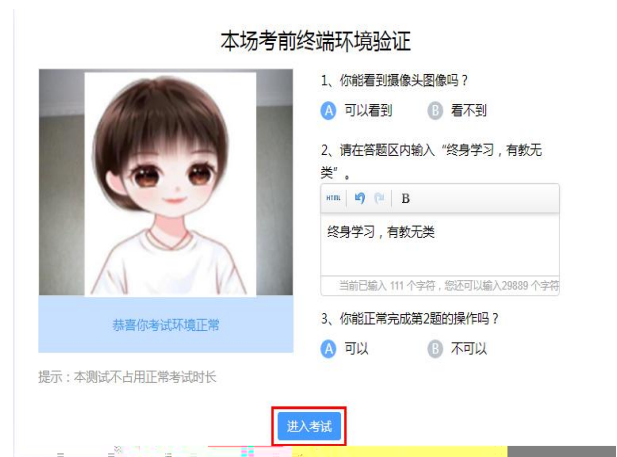 本场考前终端环境验证
1、你能看到摄像头图像吗？
A 可以看到 B 看不到
2、请在答题区内输入“终身学习，有教无
类”。
HTML B
终身学习，有教无类
当前已输入 111 个字符，您还可以输入29889 个字符
恭喜你考试环境正常
3、你能正常完成第2题的操作吗？
A 可以 B 不可以
提示：本测试不占用正常考试时长
进入考试